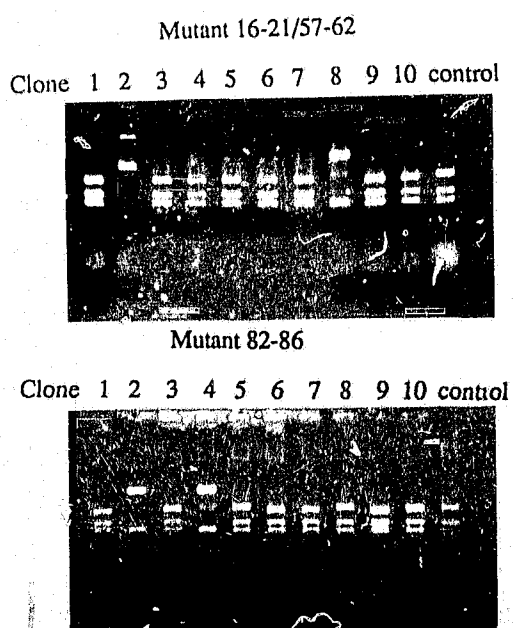 Mutant 16-21/57-62
Clone 1 2 3 4 5 6 7 8 9 10 control
Mutant 82-86
Clone 1 2 3 4 5 6 7 8 9 10 control